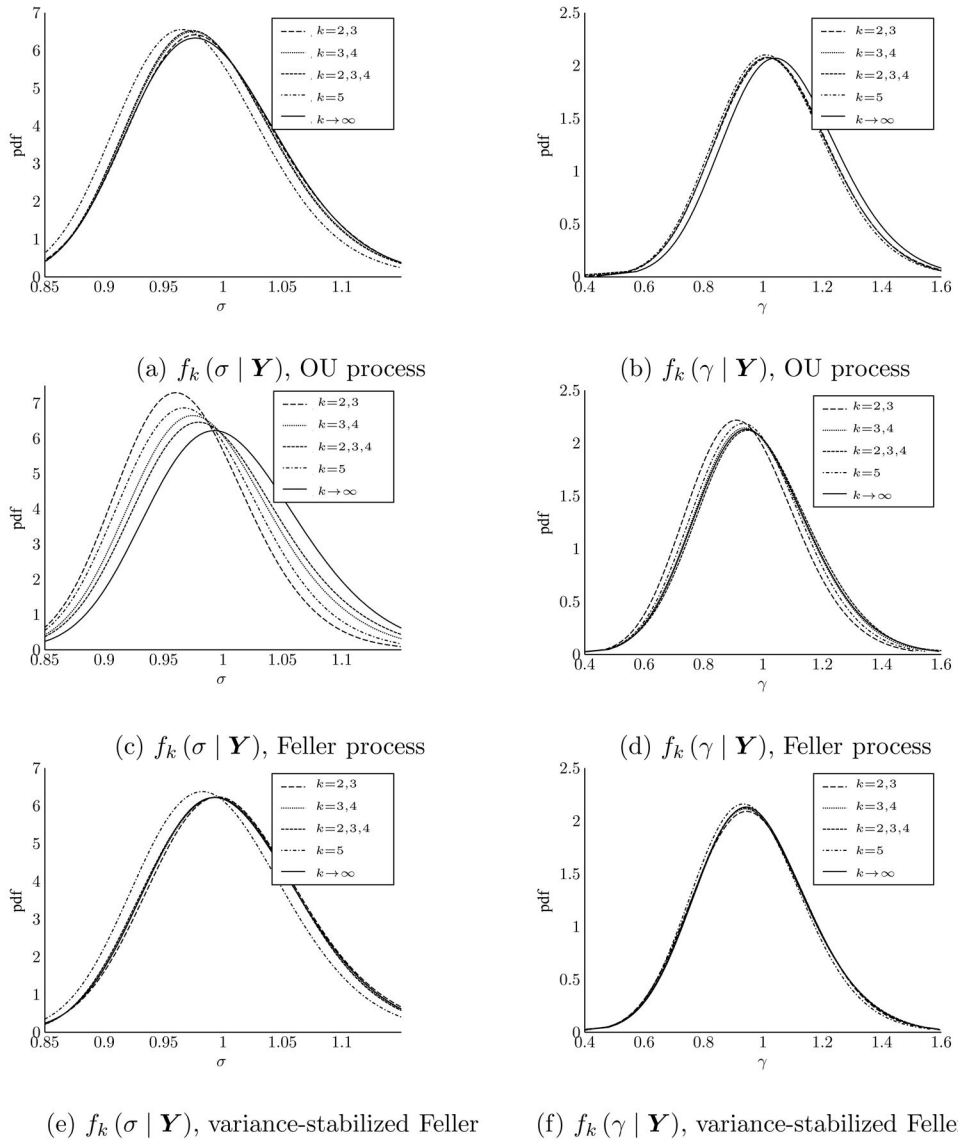 7
6
5
4
3
2
1
0
pdf
0.85 0.9 0.95 1 1.05 1.1
σ
k=2,3
k=3,4
k=2,3,4
k=5
k→∞
(a) f_k (σ | Y), OU process
2.5
2
1.5
1
0.5
0
pdf
0.4 0.6 0.8 1 1.2 1.4 1.6
γ
k=2,3
k=3,4
k=2,3,4
k=5
k→∞
(b) f_k (γ | Y), OU process
7
6
5
4
3
2
1
0
pdf
0.85 0.9 0.95 1 1.05 1.1
σ
k=2,3
k=3,4
k=2,3,4
k=5
k→∞
(c) f_k (σ | Y), Feller process
2.5
2
1.5
1
0.5
0
pdf
0.4 0.6 0.8 1 1.2 1.4 1.6
γ
k=2,3
k=3,4
k=2,3,4
k=5
k→∞
(d) f_k (γ | Y), Feller process
7
6
5
4
3
2
1
0
pdf
0.85 0.9 0.95 1 1.05 1.1
σ
k=2,3
k=3,4
k=2,3,4
k=5
k→∞
(e) f_k (σ | Y), variance-stabilized Feller
2.5
2
1.5
1
0.5
0
pdf
0.4 0.6 0.8 1 1.2 1.4 1.6
γ
k=2,3
k=3,4
k=2,3,4
k=5
k→∞
(f) f_k (γ | Y), variance-stabilized Felle